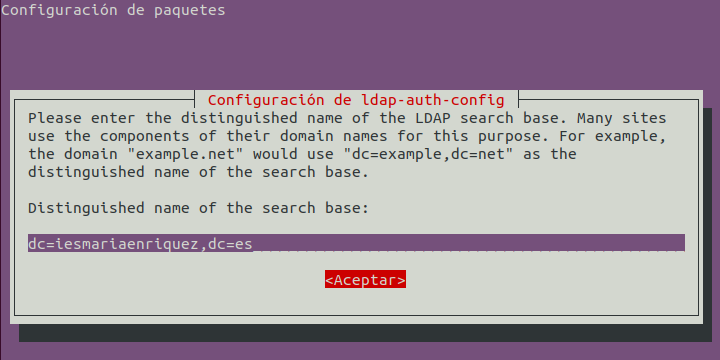 Configuración de paquetes
Configuración de ldap-auth-config
Please enter the distinguished name of the LDAP search base. Many sites
use the components of their domain names for this purpose. For example,
the domain "example.net" would use "dc=example,dc=net" as the
distinguished name of the search base.
Distinguished name of the search base:
dc=iesmariaenriquez,dc=es
<Aceptar>